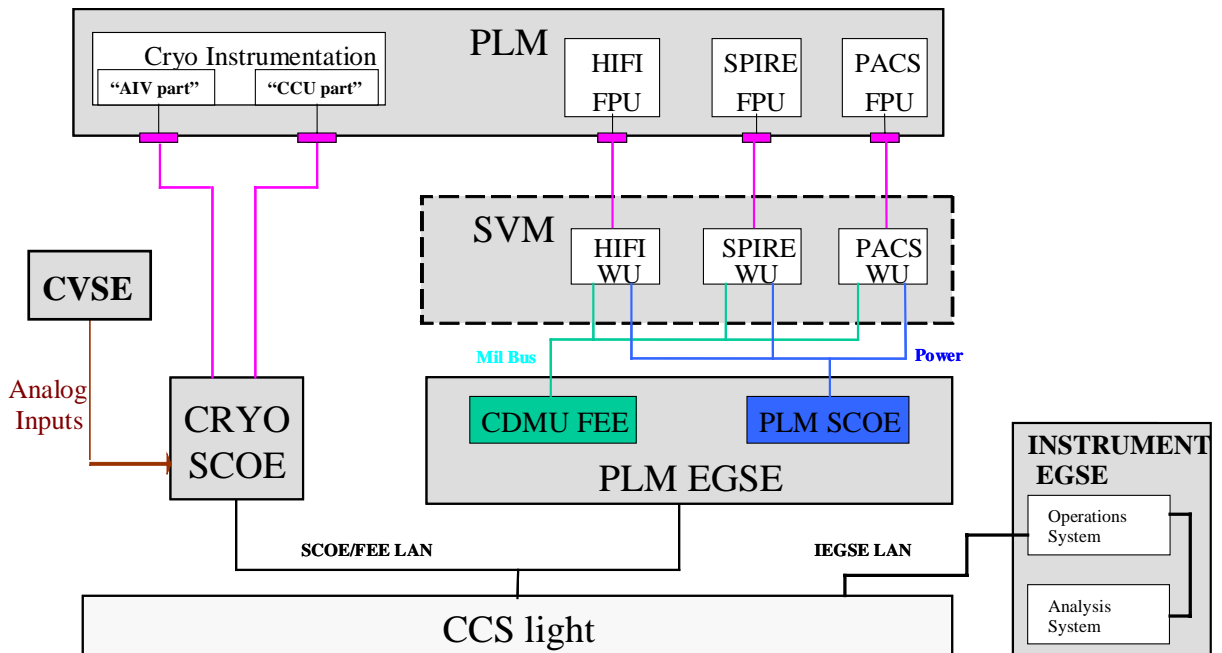 PLM
Cryo Instrumentation
“AIV part”
“CCU part”
HIFI
FPU
SPIRE
FPU
PACS
FPU
SVM
HIFI
WU
SPIRE
WU
PACS
WU
CVSE
Mil Bus
Power
Analog
Inputs
CRYO
SCOE
CDMU FEE
PLM SCOE
PLM EGSE
INSTRUMENT
EGSE
Operations
System
Analysis
System
SCOE/FEE LAN
IEGSE LAN
CCS light